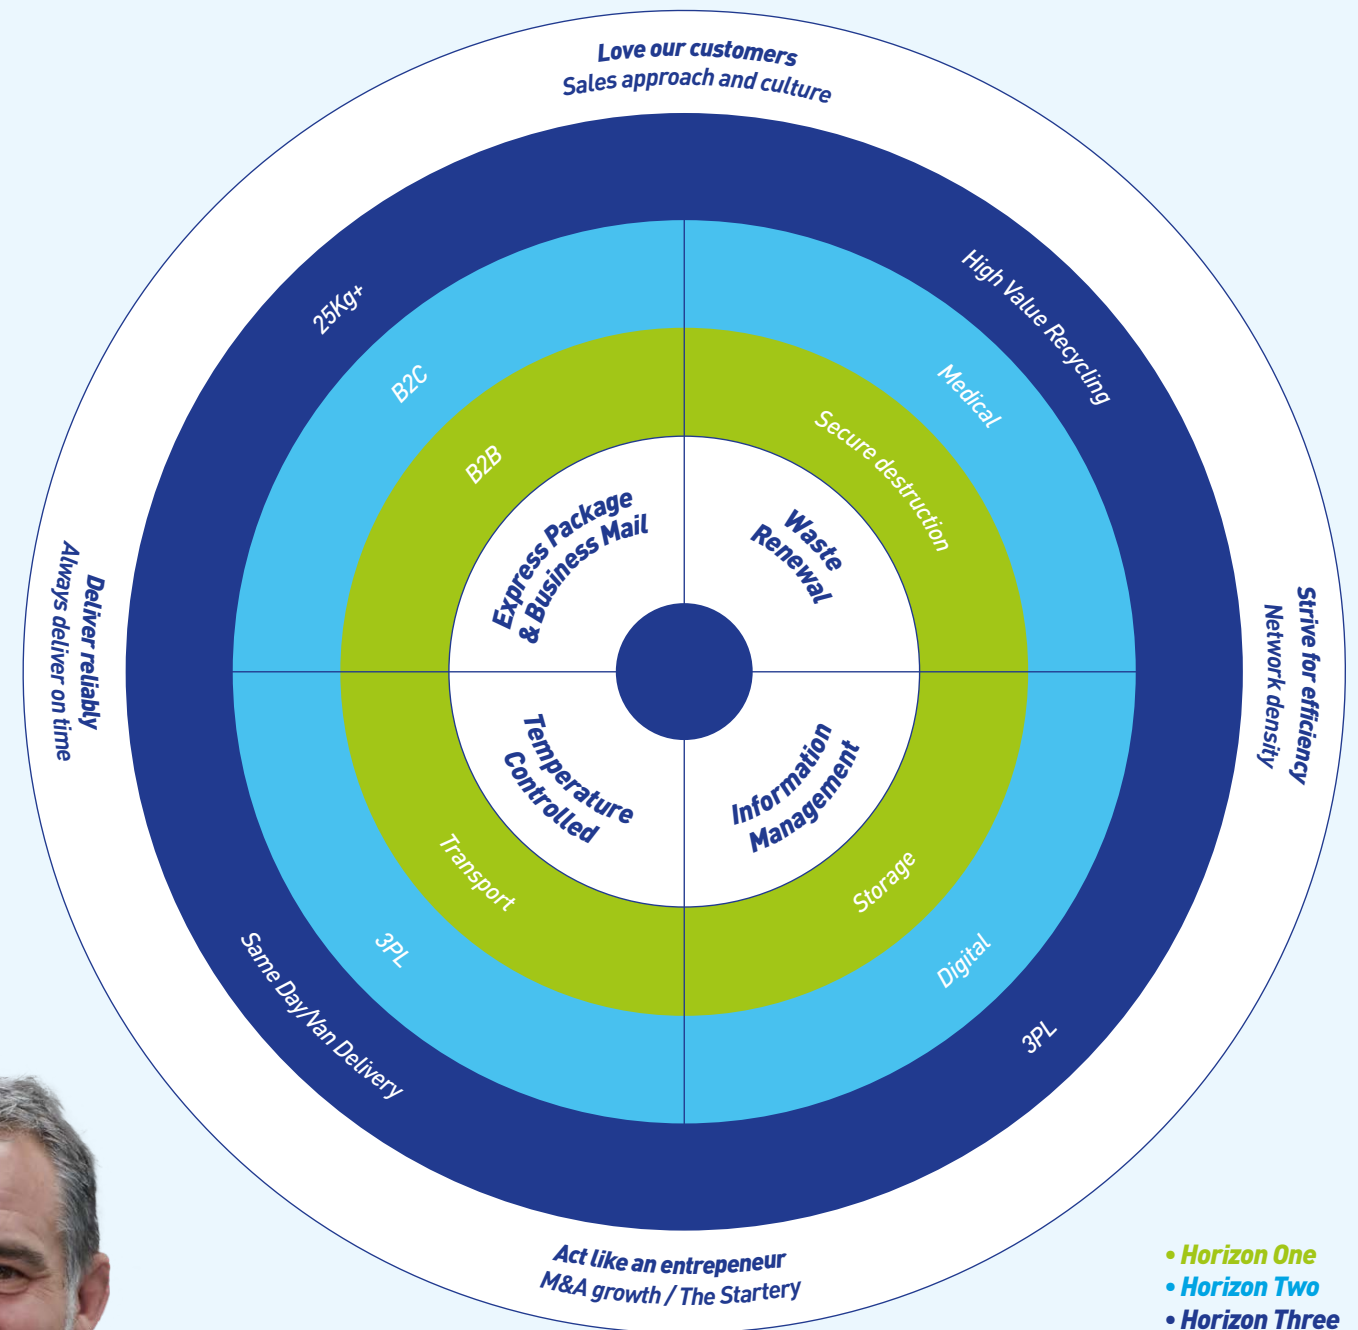 Love our customers
Sales approach and culture
25Kg+
High Value Recycling
B2C
Medical
B2B
Secure destruction
Express Package
& Business Mail
Waste
Renewal
Deliver reliably
Always deliver on time
Strive for efficiency
Network density
Temperature
Controlled
Information
Management
Transport
Storage
3PL
Digital
Same Day/Van Delivery
3PL
Act like an entrepeneur
M&A growth / The Startery
• Horizon One
• Horizon Two
• Horizon Three